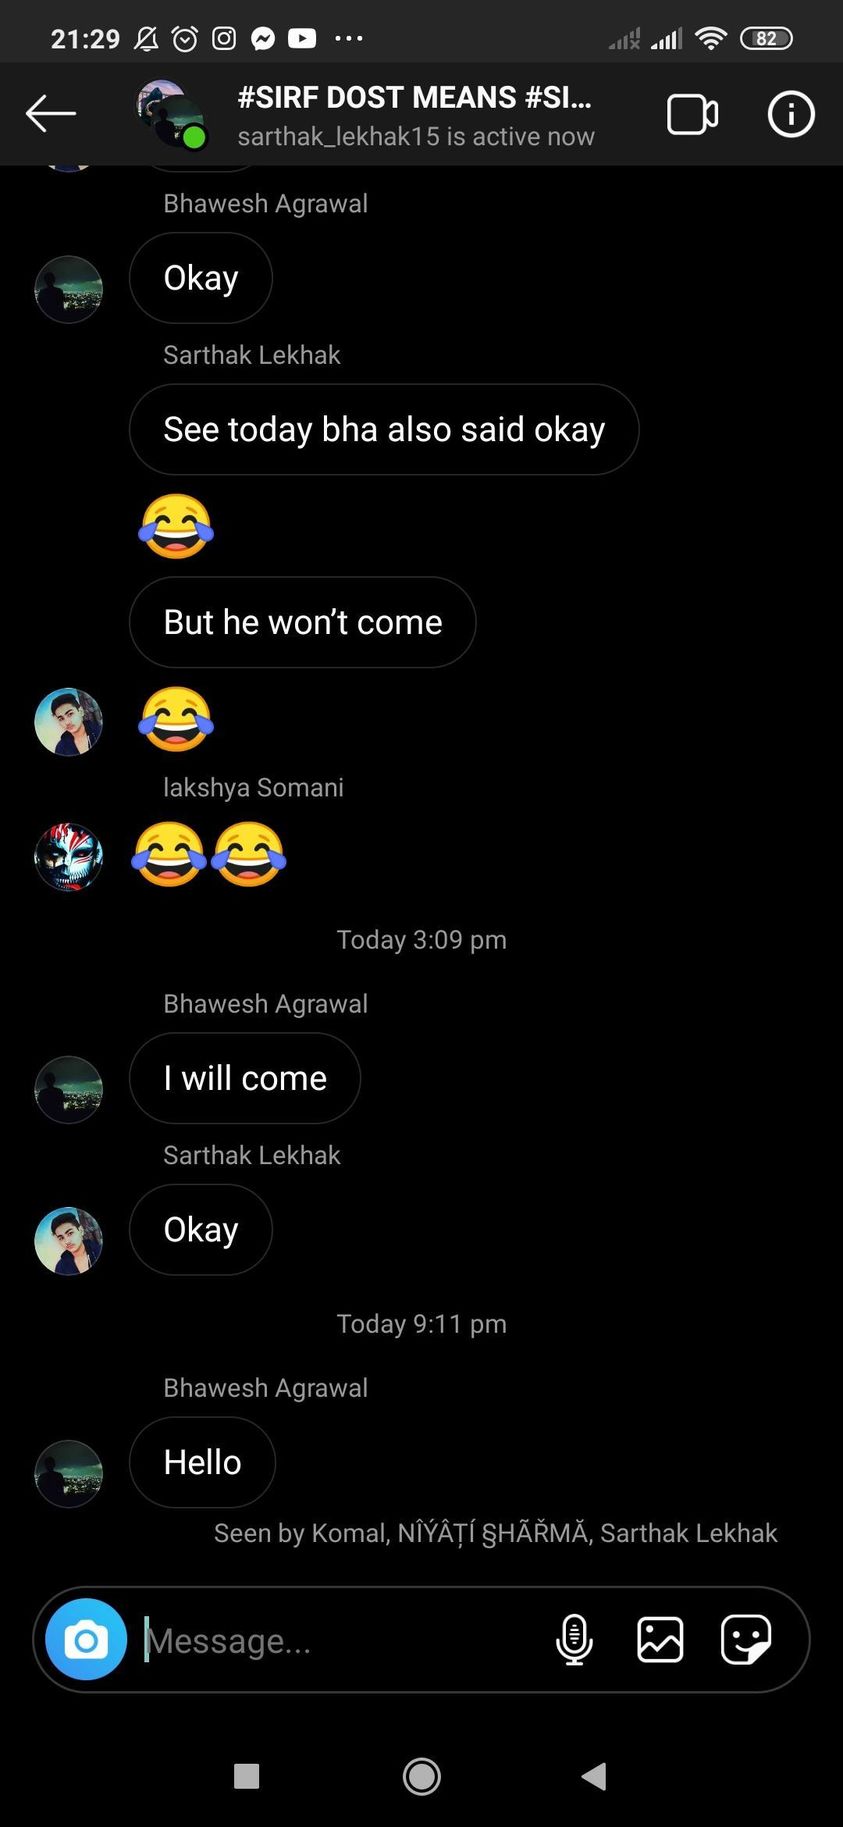 21:29
82
#SIRF DOST MEANS #SI...
sarthak_lekhak15 is active now
Bhawesh Agrawal
Okay
Sarthak Lekhak
See today bha also said okay
😂
But he won’t come
😂
lakshya Somani
😂😂
Today 3:09 pm
Bhawesh Agrawal
I will come
Sarthak Lekhak
Okay
Today 9:11 pm
Bhawesh Agrawal
Hello
Seen by Komal, NÎÝÂȚÍ §HÃŘMĂ, Sarthak Lekhak
Message...